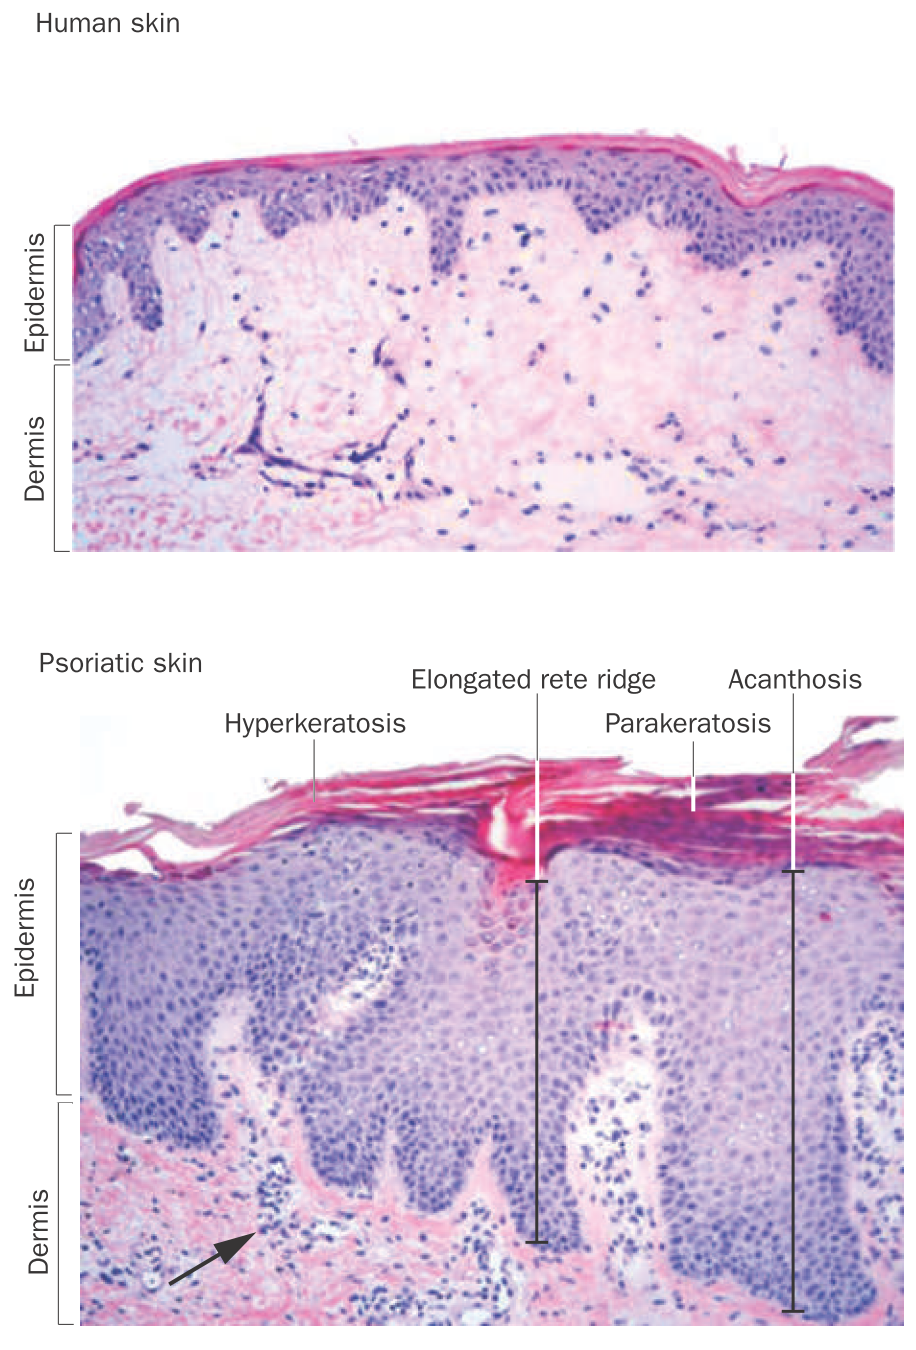 Human skin
Epidermis
Dermis
Psoriatic skin
Elongated rete ridge
Acanthosis
Hyperkeratosis
Parakeratosis
Epidermis
Dermis